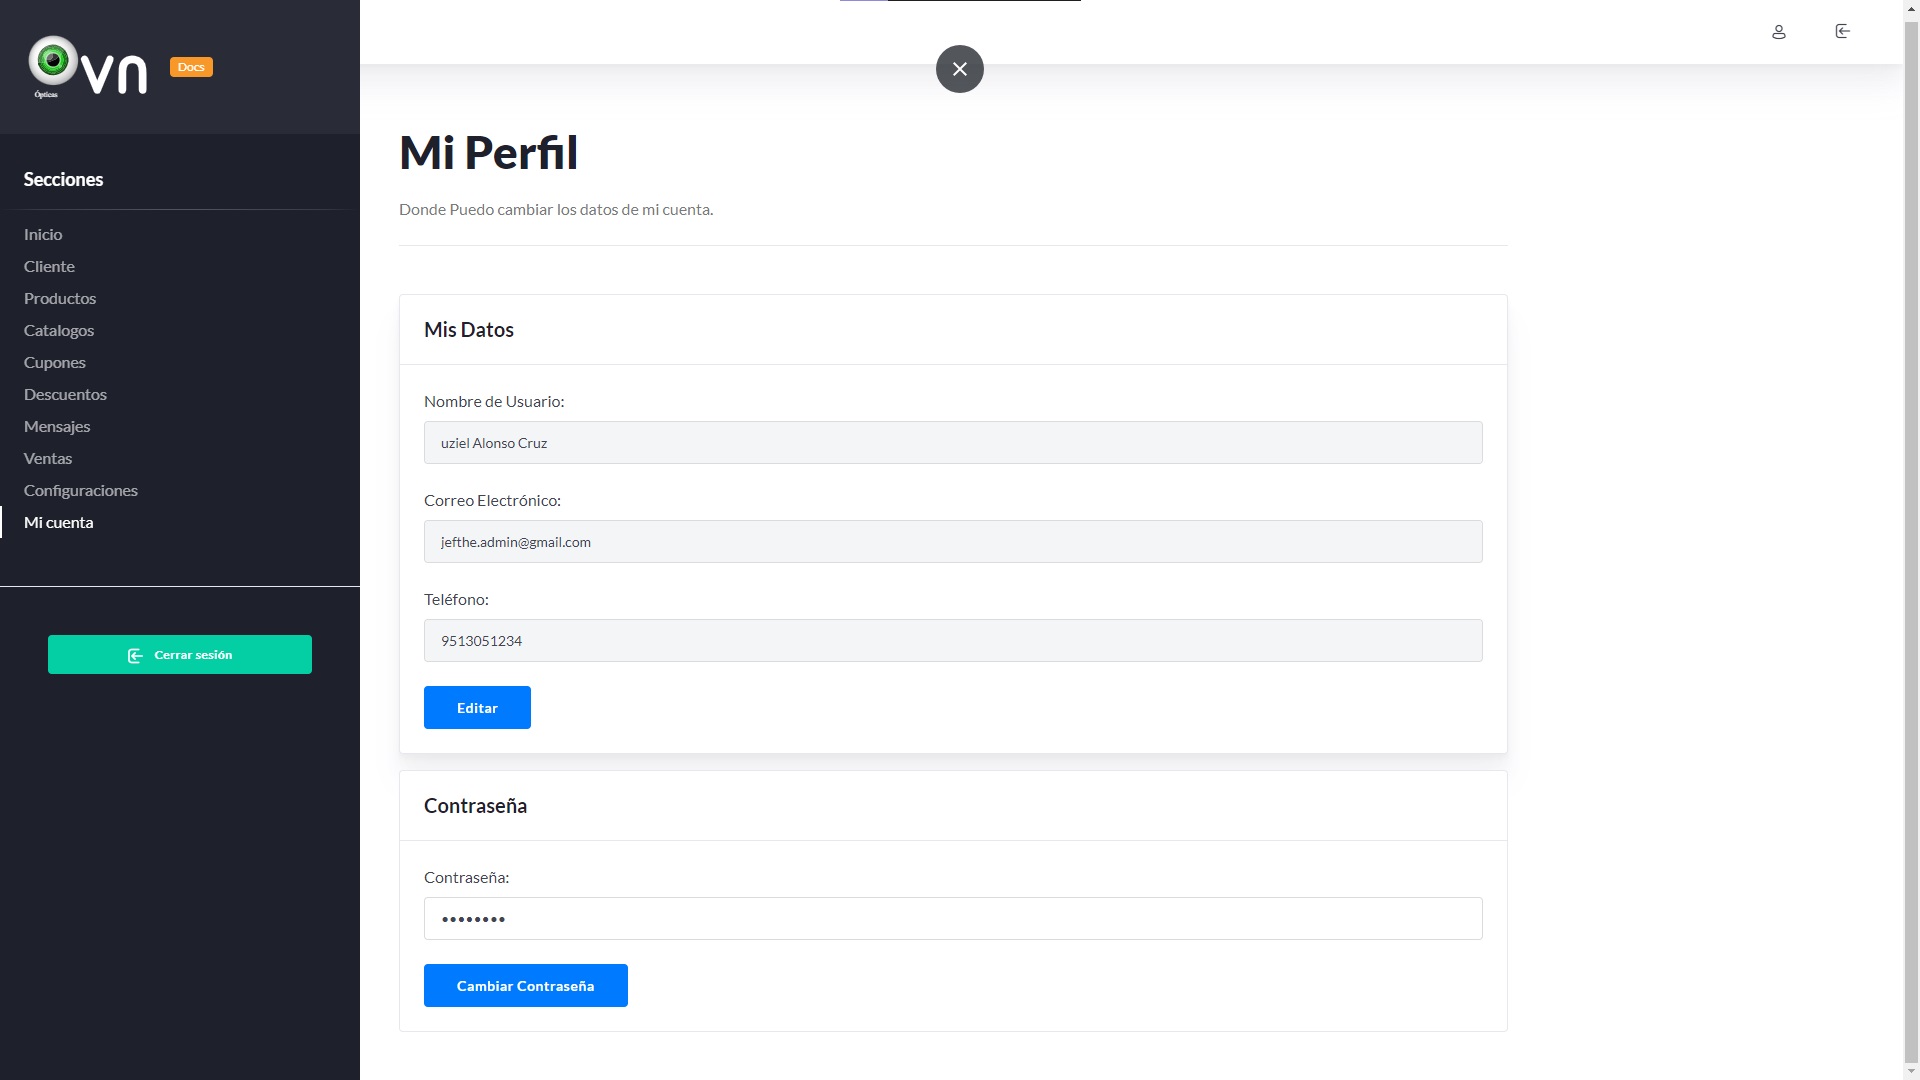 Ópticas
vn
Docs
Secciones
Inicio
Cliente
Productos
Catalogos
Cupones
Descuentos
Mensajes
Ventas
Configuraciones
Mi cuenta
Cerrar sesión
Mi Perfil
Donde Puedo cambiar los datos de mi cuenta.
Mis Datos
Nombre de Usuario:
uziel Alonso Cruz
Correo Electrónico:
jefthe.admin@gmail.com
Teléfono:
9513051234
Editar
Contraseña
Contraseña:
••••••••
Cambiar Contraseña